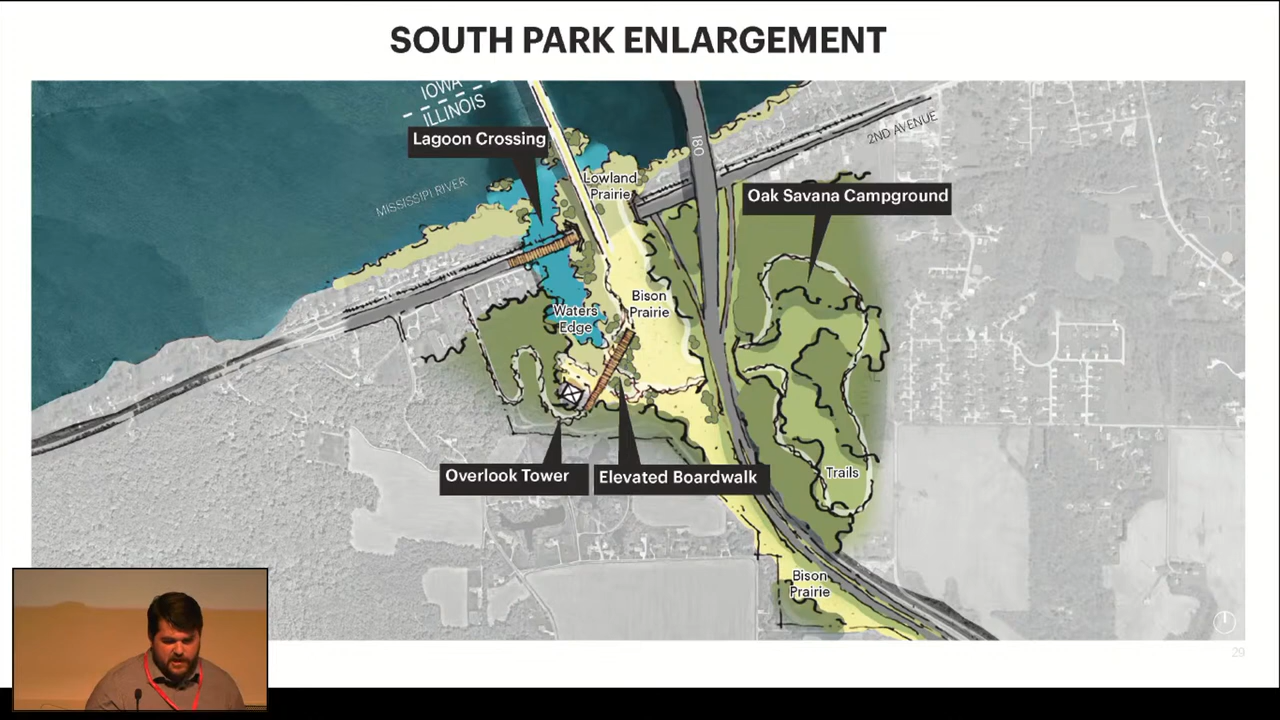 SOUTH PARK ENLARGEMENT
IOWA
ILLINOIS
Lagoon Crossing
MISSISSIPI RIVER
Lowland
Prairie
I80
2ND AVENUE
Oak Savana Campground
Bison
Prairie
Waters
Edge
Overlook Tower
Elevated Boardwalk
Trails
Bison
Prairie
29